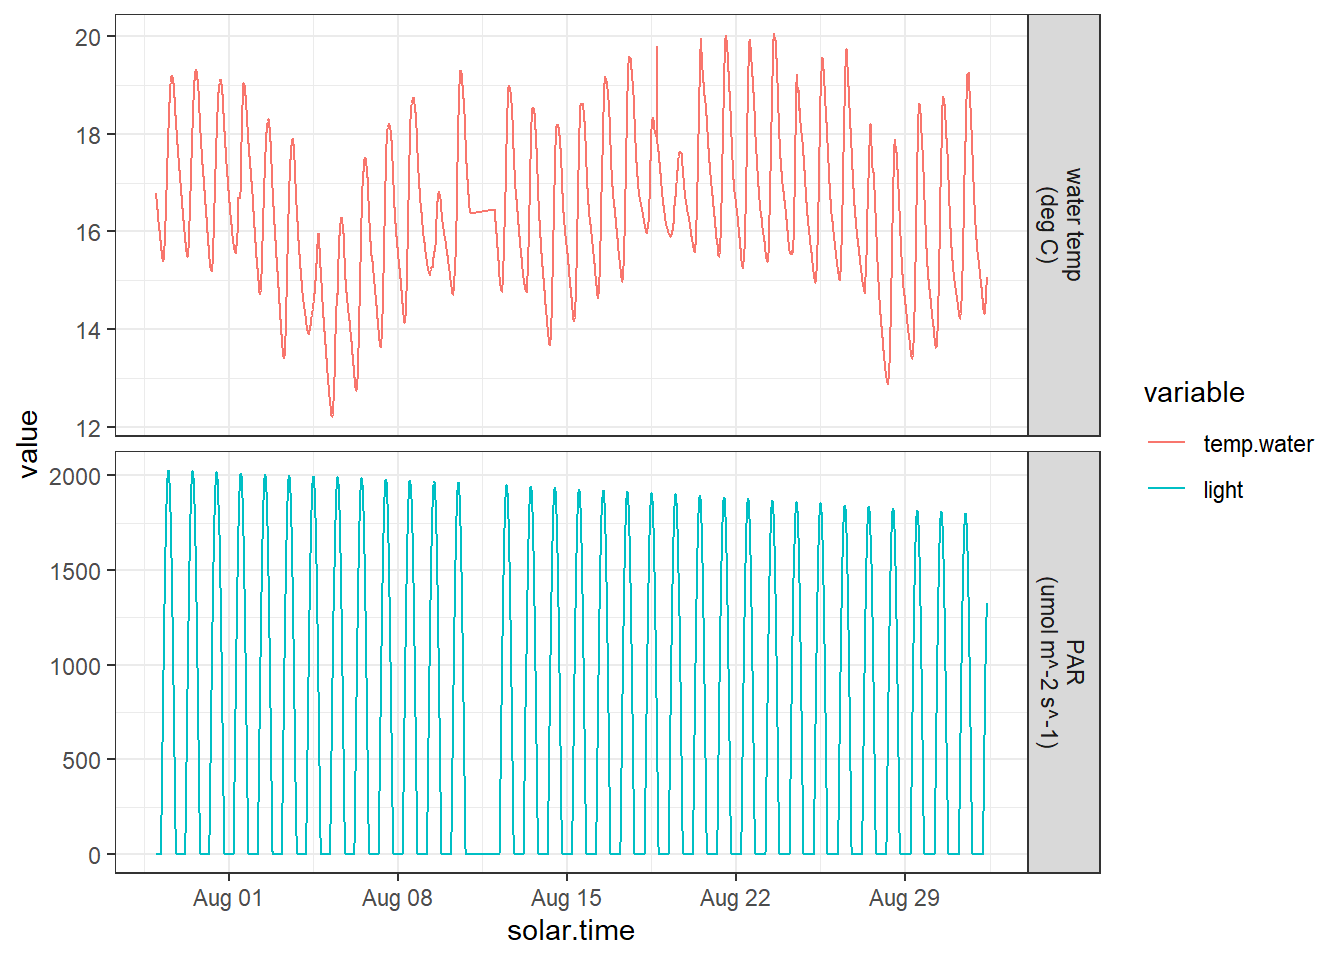 value
20
18
16
14
12
water temp
(deg C)
2000
1500
1000
500
0
PAR
(umol m^-2 s^-1)
Aug 01
Aug 08
Aug 15
Aug 22
Aug 29
solar.time
variable
temp.water
light